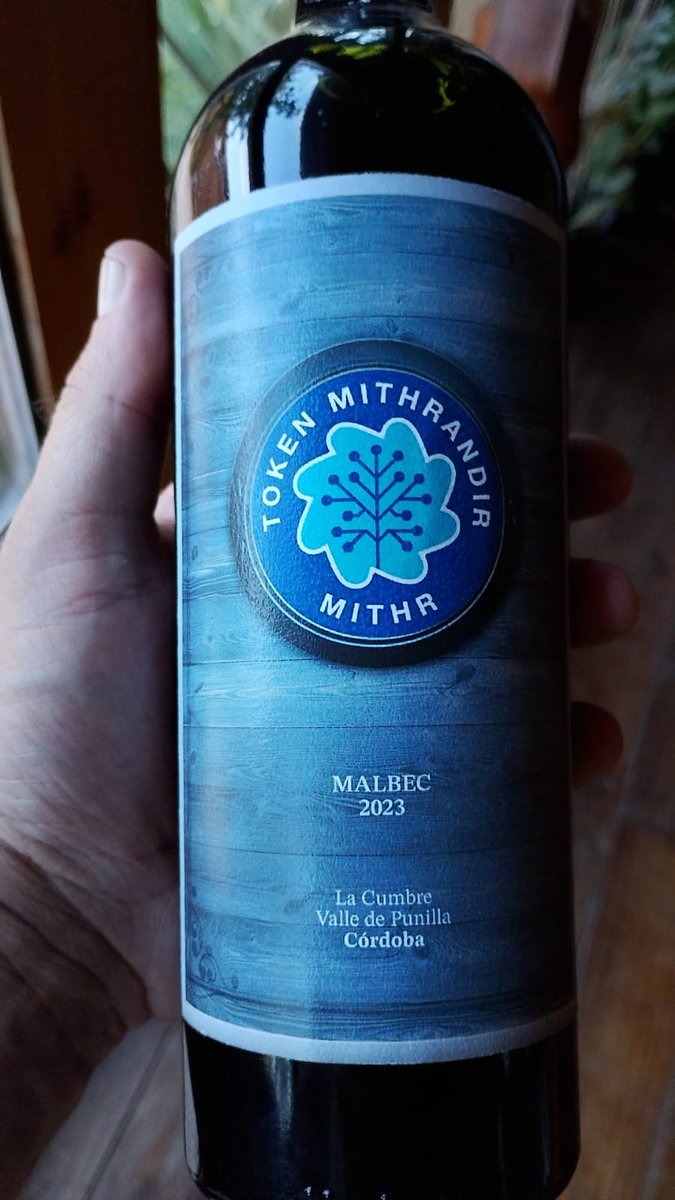 TOKEN MITHRANDIR
MITHR
MALBEC
2023
La Cumbre
Valle de Punilla
Córdoba